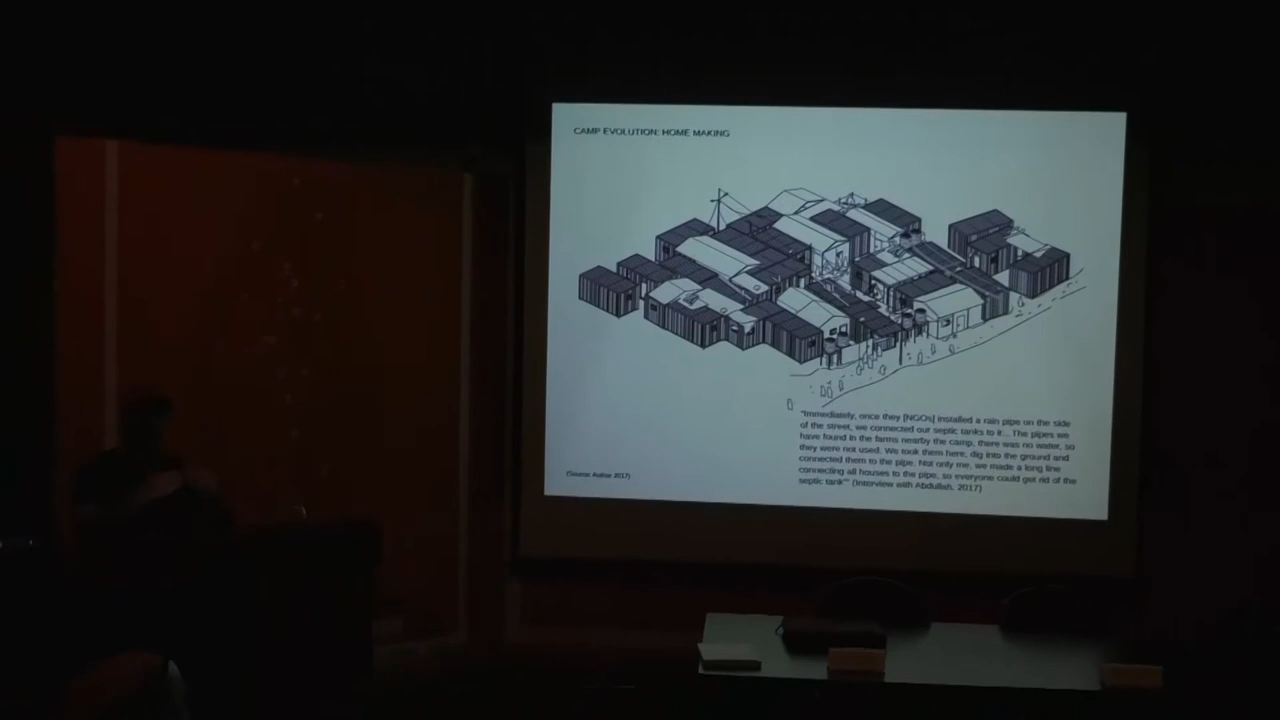 CAMP EVOLUTION: HOME MAKING
"Immediately, once they [NGOs] installed a rain pipe on the side
of the street, we connected our septic tanks to it... The pipes we
have found in the farms nearby the camp, there was no water, so
they were not used. We took them here, dig into the ground and
connected them to the pipe. Not only me, we made a long line
connecting all houses to the pipe, so everyone could get rid of the
septic tank"" (Interview with Abdullah, 2017)
(Source: Author 2017)